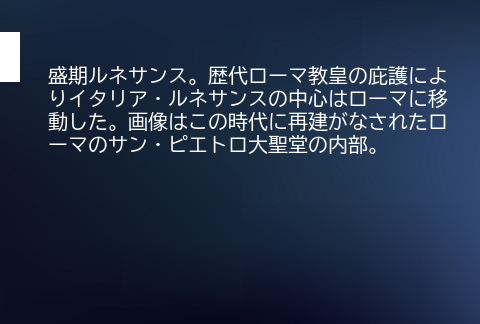 盛期ルネサンス。歴代ローマ教皇の庇護によ
りイタリア・ルネサンスの中心はローマに移
動した。画像はこの時代に再建がなされたロ
ーマのサン・ピエトロ大聖堂の内部。